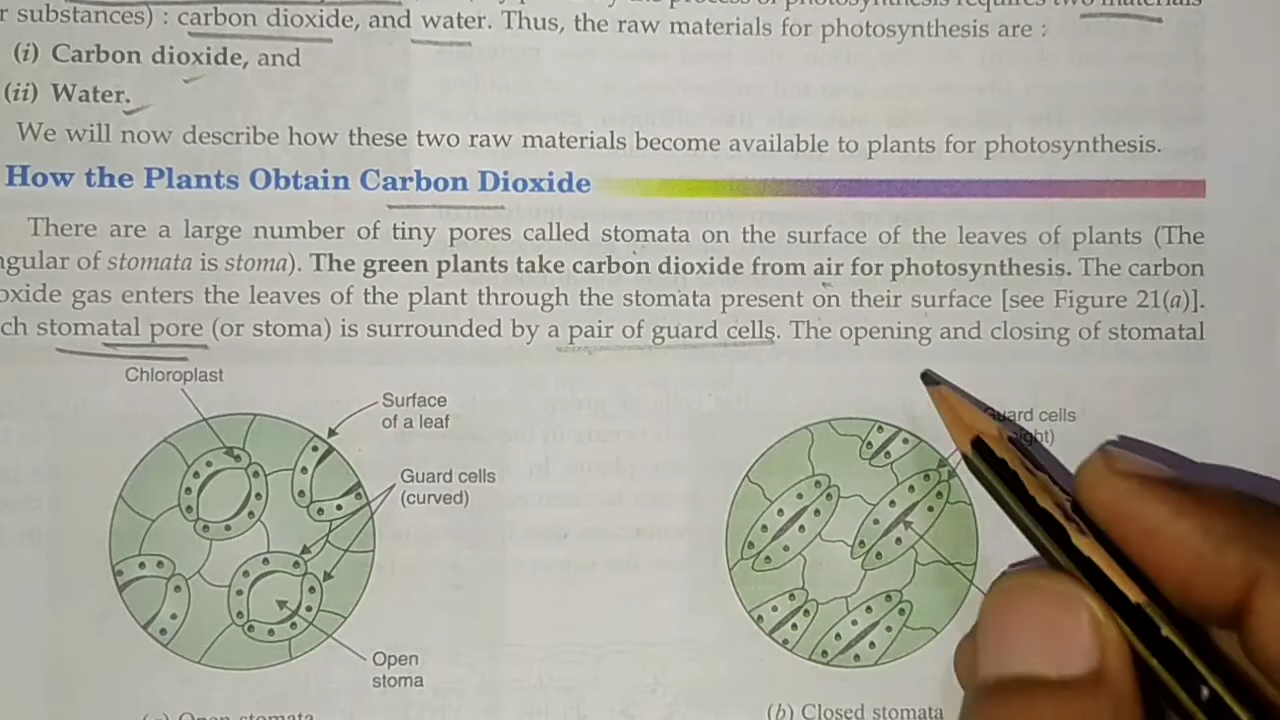 r substances) : carbon dioxide, and water. Thus, the raw materials for photosynthesis are :
(i) Carbon dioxide, and
(ii) Water.
We will now describe how these two raw materials become available to plants for photosynthesis.
How the Plants Obtain Carbon Dioxide
There are a large number of tiny pores called stomata on the surface of the leaves of plants (The
ngular of stomata is stoma). The green plants take carbon dioxide from air for photosynthesis. The carbon
oxide gas enters the leaves of the plant through the stomata present on their surface [see Figure 21(a)].
ch stomatal pore (or stoma) is surrounded by a pair of guard cells. The opening and closing of stomatal
Chloroplast
Surface
of a leaf
Guard cells
(curved)
Open
stoma
Guard cells
(a) Open stomata
(b) Closed stomata